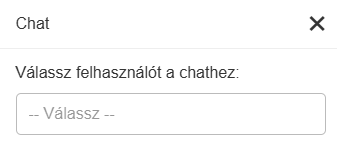 Chat
Válassz felhasználót a chathez:
-- Válassz --